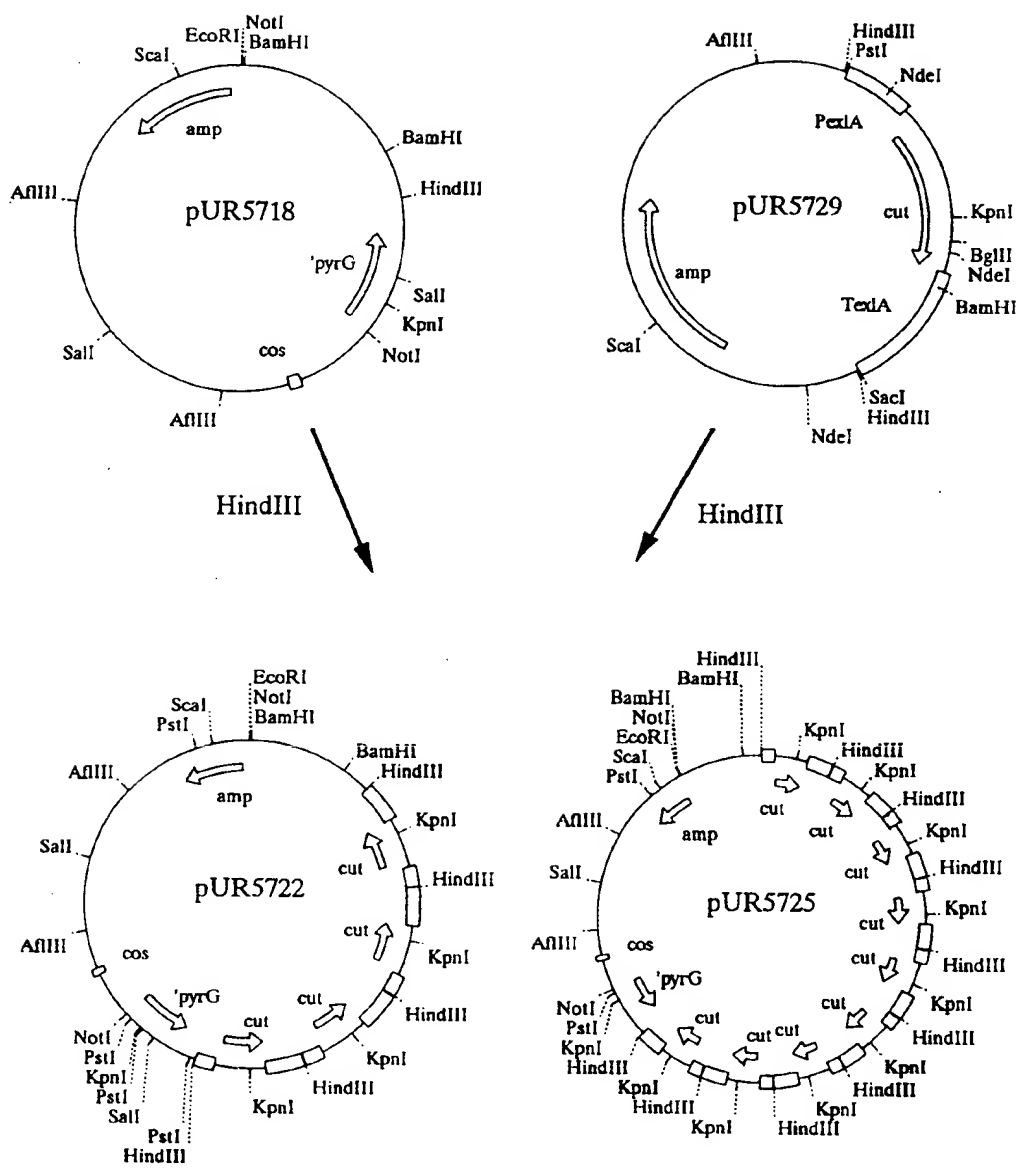 EcoRI
NotI
BamHI
ScaI
amp
BamHI
HindIII
AflIII
pUR5718
'pyrG
SalI
KpnI
NotI
SalI
cos
AflIII
HindIII
PstI
AflIII
NdeI
PexlA
pUR5729
cut
KpnI
BglII
NdeI
amp
TexlA
BamHI
ScaI
SacI
HindIII
NdeI
HindIII
HindIII
EcoRI
NotI
BamHI
ScaI
PstI
BamHI
HindIII
AflIII
amp
KpnI
SalI
cut
pUR5722
HindIII
cut
AflIII
KpnI
cos
'pyrG
cut
cut
HindIII
NotI
PstI
KpnI
PstI
SalI
KpnI
HindIII
KpnI
PstI
HindIII
HindIII
BamHI
BamHI
NotI
EcoRI
ScaI
PstI
KpnI
HindIII
KpnI
cut
HindIII
amp
cut
KpnI
AflIII
cut
HindIII
SalI
pUR5725
cut
KpnI
AflIII
cos
cut
HindIII
'pyrG
KpnI
cut
cut
cut
cut
HindIII
NotI
PstI
KpnI
HindIII
KpnI
HindIII
KpnI
KpnI
HindIII
KpnI
HindIII